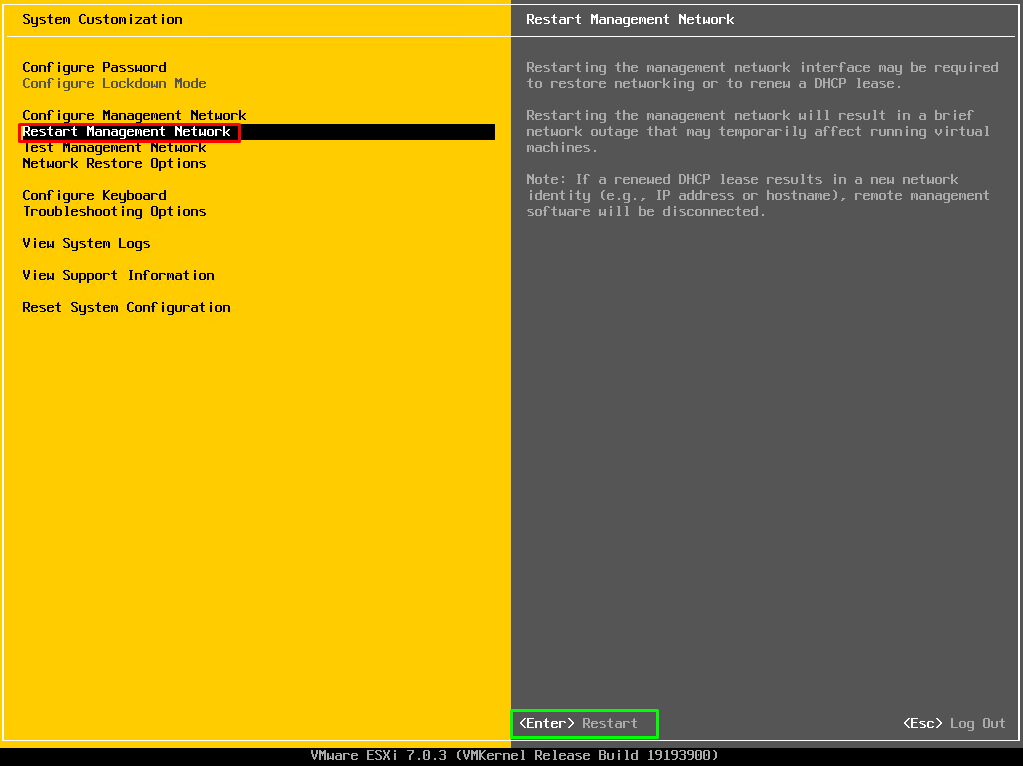 System Customization
Configure Password
Configure Lockdown Mode
Configure Management Network
Restart Management Network
Test Management Network
Network Restore Options
Configure Keyboard
Troubleshooting Options
View System Logs
View Support Information
Reset System Configuration
Restart Management Network
Restarting the management network interface may be required
to restore networking or to renew a DHCP lease.
Restarting the management network will result in a brief
network outage that may temporarily affect running virtual
machines.
Note: If a renewed DHCP lease results in a new network
identity (e.g., IP address or hostname), remote management
software will be disconnected.
<Enter> Restart
<Esc> Log Out
VMware ESXi 7.0.3 (VMKernel Release Build 19193900)